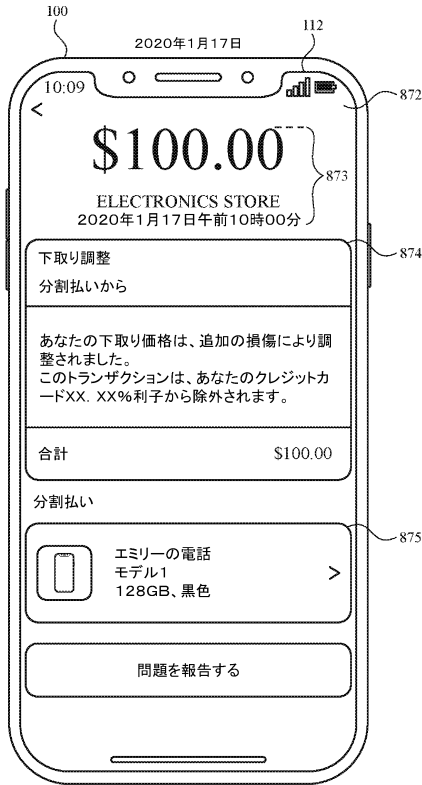 100
2020年1月17日
112
10:09
872
<
$100.00
873
ELECTRONICS STORE
2020年1月17日午前10時00分
874
下取り調整
分割払いから
あなたの下取り価格は、追加の損傷により調
整されました。
このトランザクションは、あなたのクレジットカ
ードXX．XX%利子から除外されます。
合計 $100.00
分割払い
875
エミリーの電話
モデル1
128GB、黒色
>
問題を報告する